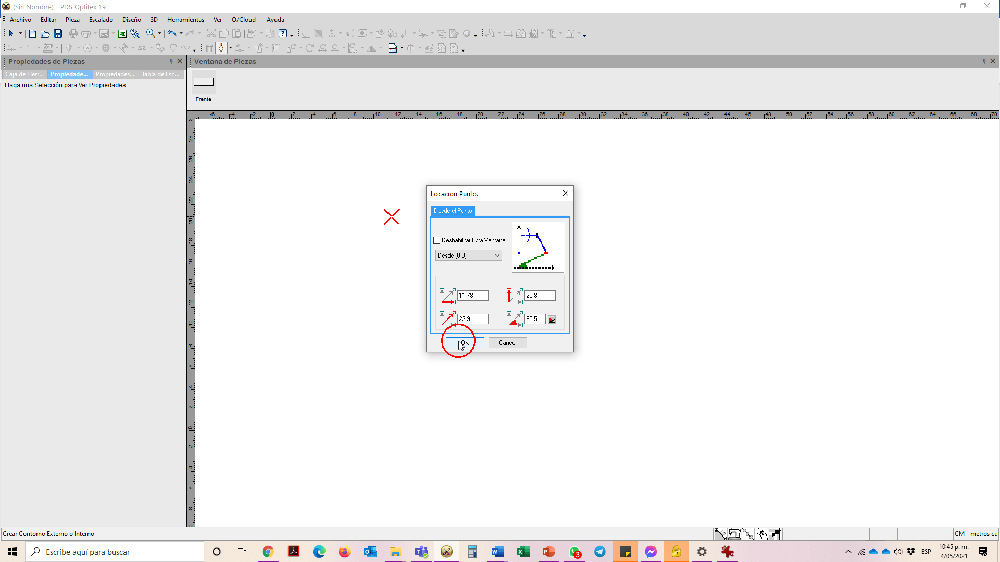 (Sin Nombre) - PDS Optitex 19
Archivo Editar Pieza Escalado Diseño 3D Herramientas Ver O/Cloud Ayuda
Propiedades de Piezas
Ventana de Piezas
Caja de Herr... Propiedade... Propiedades... Tabla de Esc...
Haga una Selección para Ver Propiedades
Frente
-6 -4 -2 0 2 4 6 8 10 12 14 16 18 20 22 24 26 28 30 32 34 36 38 40 42 44 46 48 50 52 54 56 58 60 62 64 66 68 70
28
26
24
22
20
18
16
14
12
10
8
6
4
2
0
-2
-4
-6
-8
Locacion Punto.
Desde el Punto
Deshabilitar Esta Ventana
Desde (0,0)
11.78
20.8
23.9
60.5
OK
Cancel
Crear Contorno Externo o Interno
CM - metros cu
Escribe aquí para buscar
3
ESP
10:45 p. m.
4/05/2021